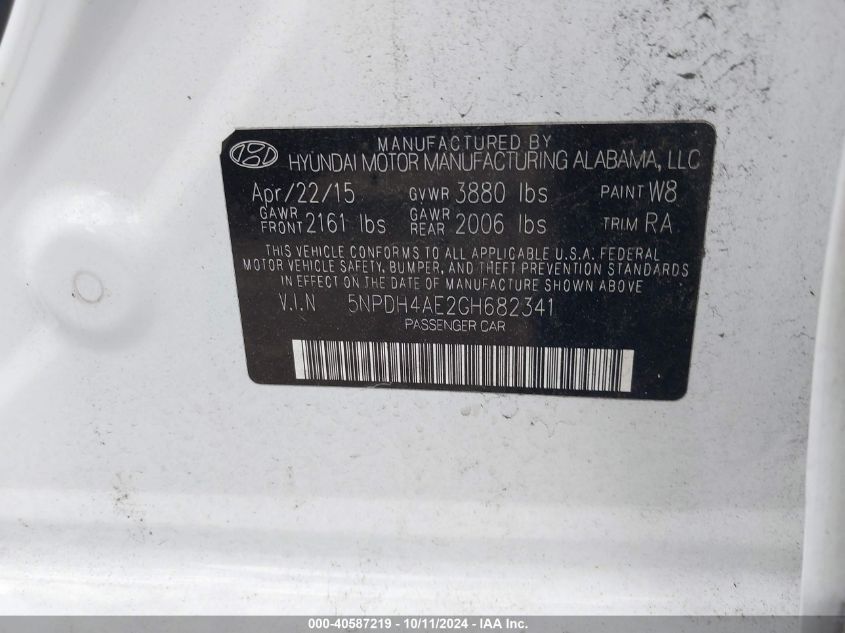 MANUFACTURED BY
HYUNDAI MOTOR MANUFACTURING ALABAMA, LLC
Apr/22/15 GVWR 3880 lbs PAINT W8
GAWR FRONT 2161 lbs GAWR REAR 2006 lbs TRIM RA
THIS VEHICLE CONFORMS TO ALL APPLICABLE U.S.A. FEDERAL
MOTOR VEHICLE SAFETY, BUMPER, AND THEFT PREVENTION STANDARDS
IN EFFECT ON THE DATE OF MANUFACTURE SHOWN ABOVE.
V.I.N 5NPDH4AE2GH682341
PASSENGER CAR
000-40587219 - 10/11/2024 - IAA Inc.